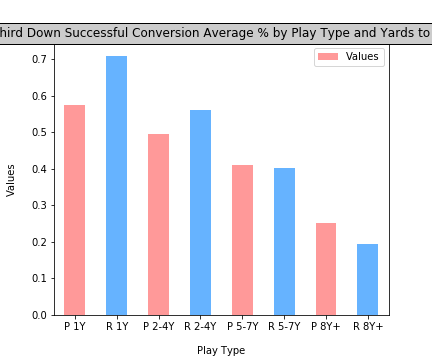 hird Down Successful Conversion Average % by Play Type and Yards to
Values
0.7
0.6
0.5
0.4
0.3
0.2
0.1
0.0
Values
P 1Y R 1Y P 2-4Y R 2-4Y P 5-7Y R 5-7Y P 8Y+ R 8Y+
Play Type